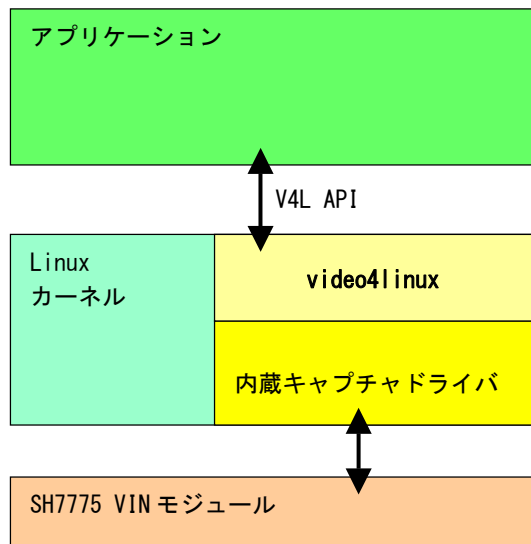 アプリケーション
V4L API
Linux
カーネル
video4linux
内蔵キャプチャドライバ
SH7775 VIN モジュール